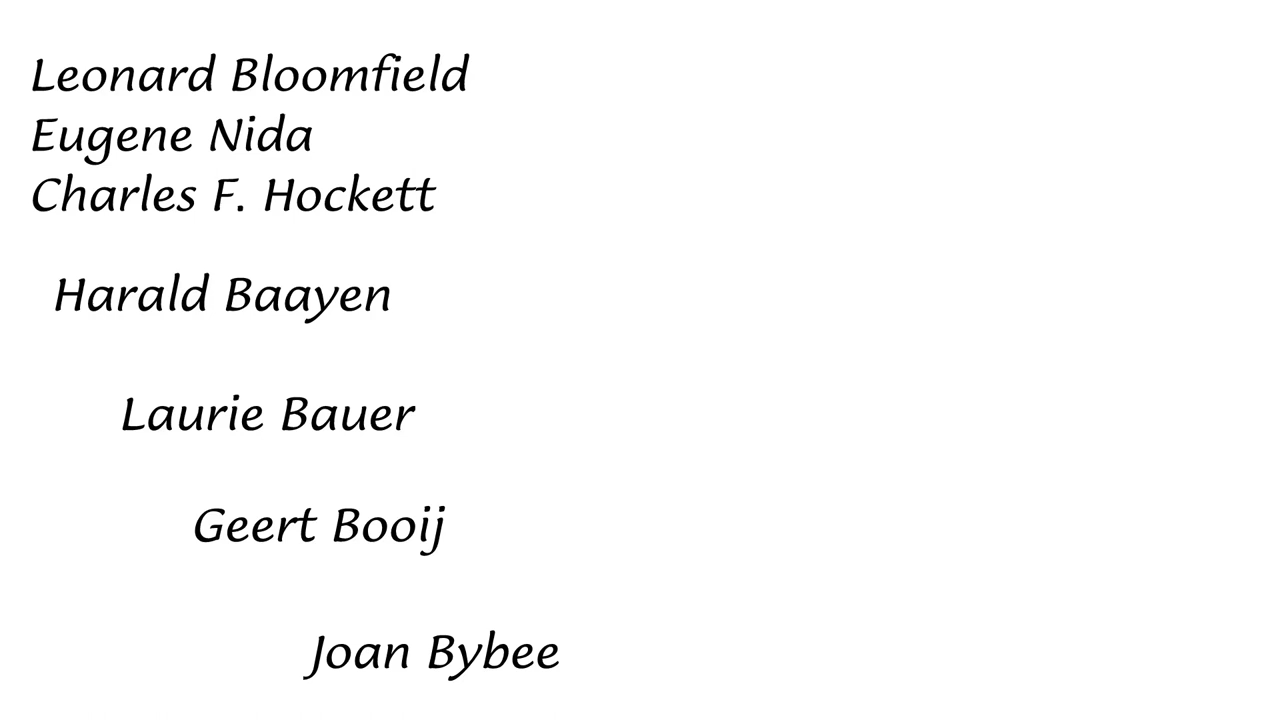 Leonard Bloomfield
Eugene Nida
Charles F. Hockett
Harald Baayen
Laurie Bauer
Geert Booij
Joan Bybee